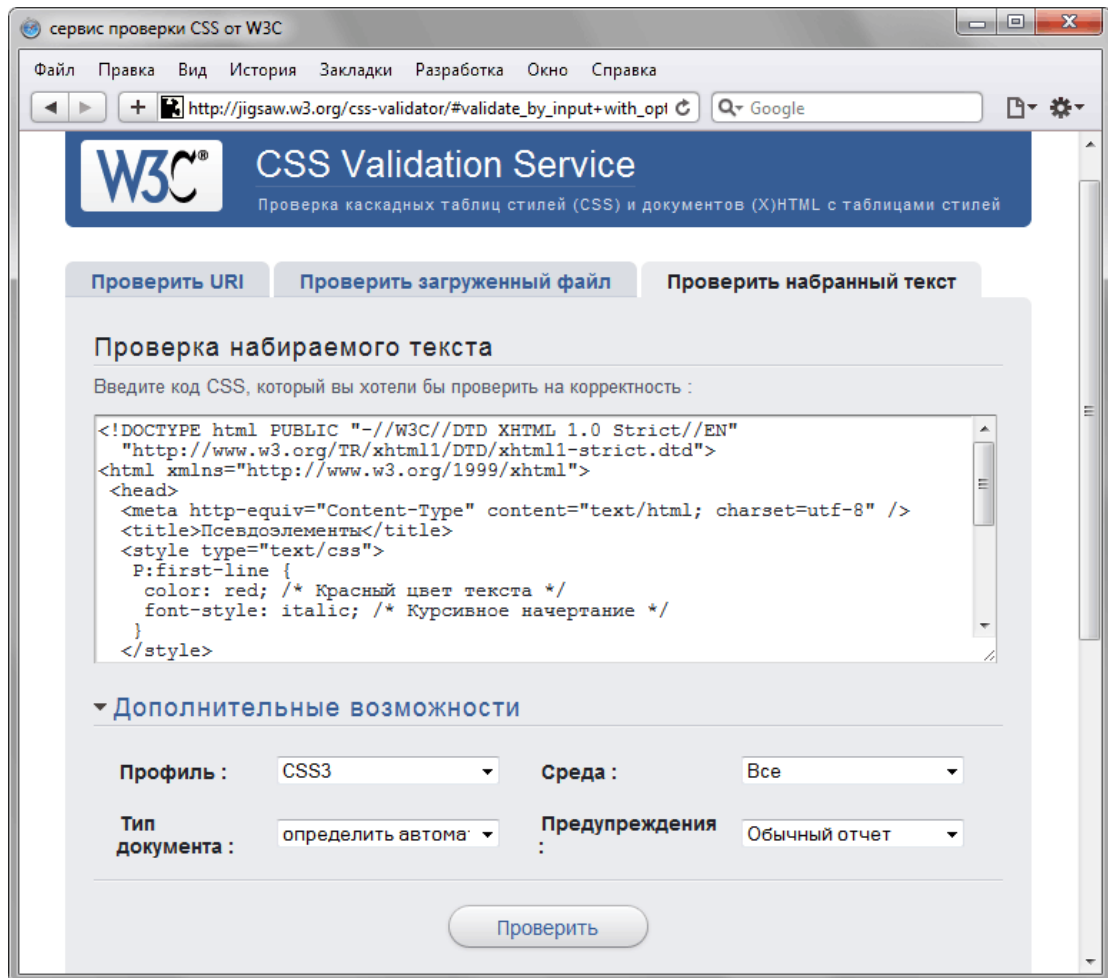 сервис проверки CSS от W3C
Файл Правка Вид История Закладки Разработка Окно Справка
http://jigsaw.w3.org/css-validator/#validate_by_input+with_opt Google
W3C® CSS Validation Service
Проверка каскадных таблиц стилей (CSS) и документов (X)HTML с таблицами стилей
Проверить URI Проверить загруженный файл Проверить набранный текст
Проверка набираемого текста
Введите код CSS, который вы хотели бы проверить на корректность :
<!DOCTYPE html PUBLIC "-//W3C//DTD XHTML 1.0 Strict//EN"
"http://www.w3.org/TR/xhtml1/DTD/xhtml1-strict.dtd">
<html xmlns="http://www.w3.org/1999/xhtml">
<head>
<meta http-equiv="Content-Type" content="text/html; charset=utf-8" />
<title>Псевдоэлементы</title>
<style type="text/css">
P:first-line {
color: red; /* Красный цвет текста */
font-style: italic; /* Курсивное начертание */
}
</style>
Дополнительные возможности
Профиль : CSS3 Среда : Все
Тип документа : определить автомат Предупреждения : Обычный отчет
Проверить